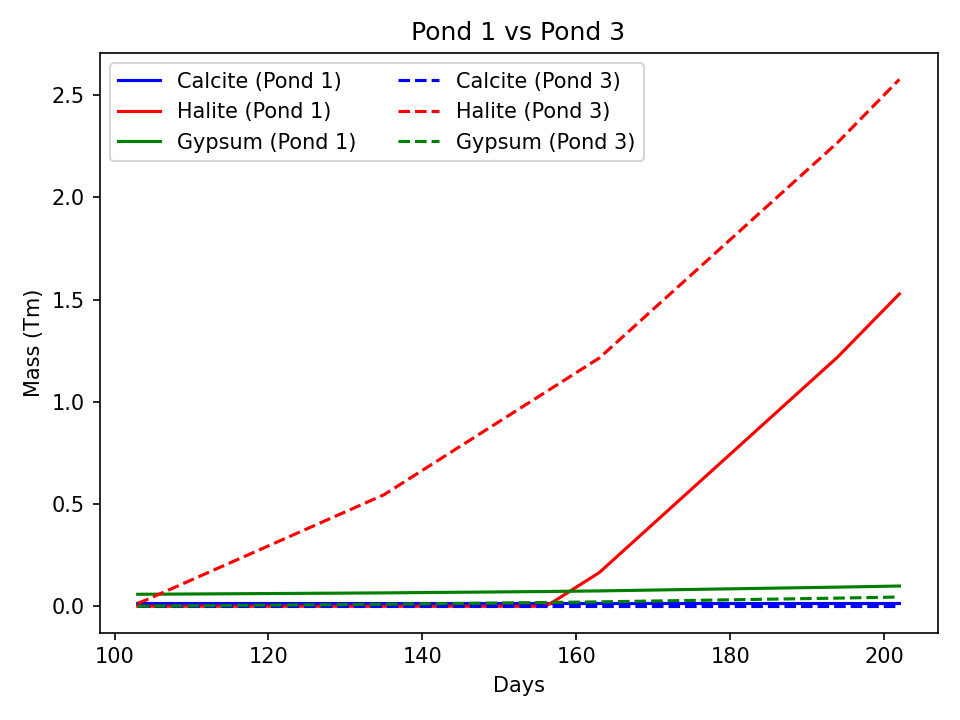 Pond 1 vs Pond 3
Calcite (Pond 1)
Halite (Pond 1)
Gypsum (Pond 1)
Calcite (Pond 3)
Halite (Pond 3)
Gypsum (Pond 3)
Mass (Tm)
2.5
2.0
1.5
1.0
0.5
0.0
100 120 140 160 180 200
Days